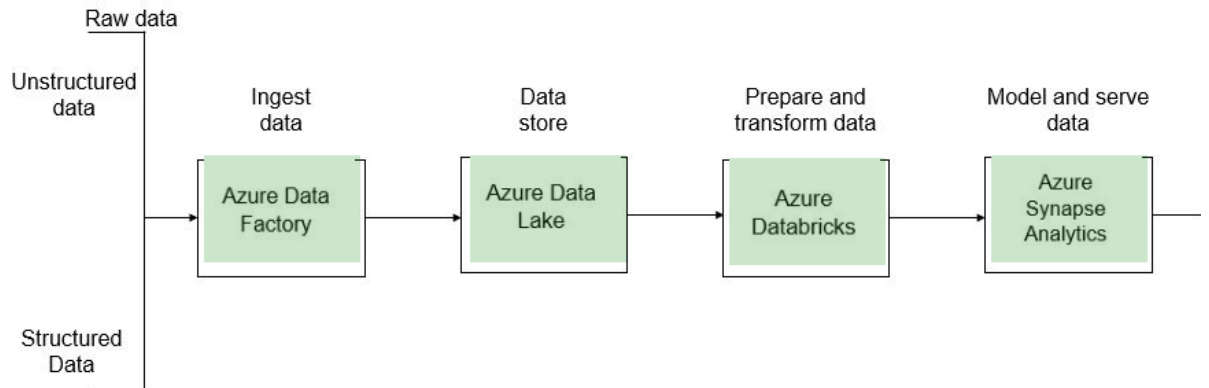 Raw data
Unstructured
data
Ingest
data
Data
store
Prepare and
transform data
Model and serve
data
Azure Data
Factory
Azure Data
Lake
Azure
Databricks
Azure
Synapse
Analytics
Structured
Data